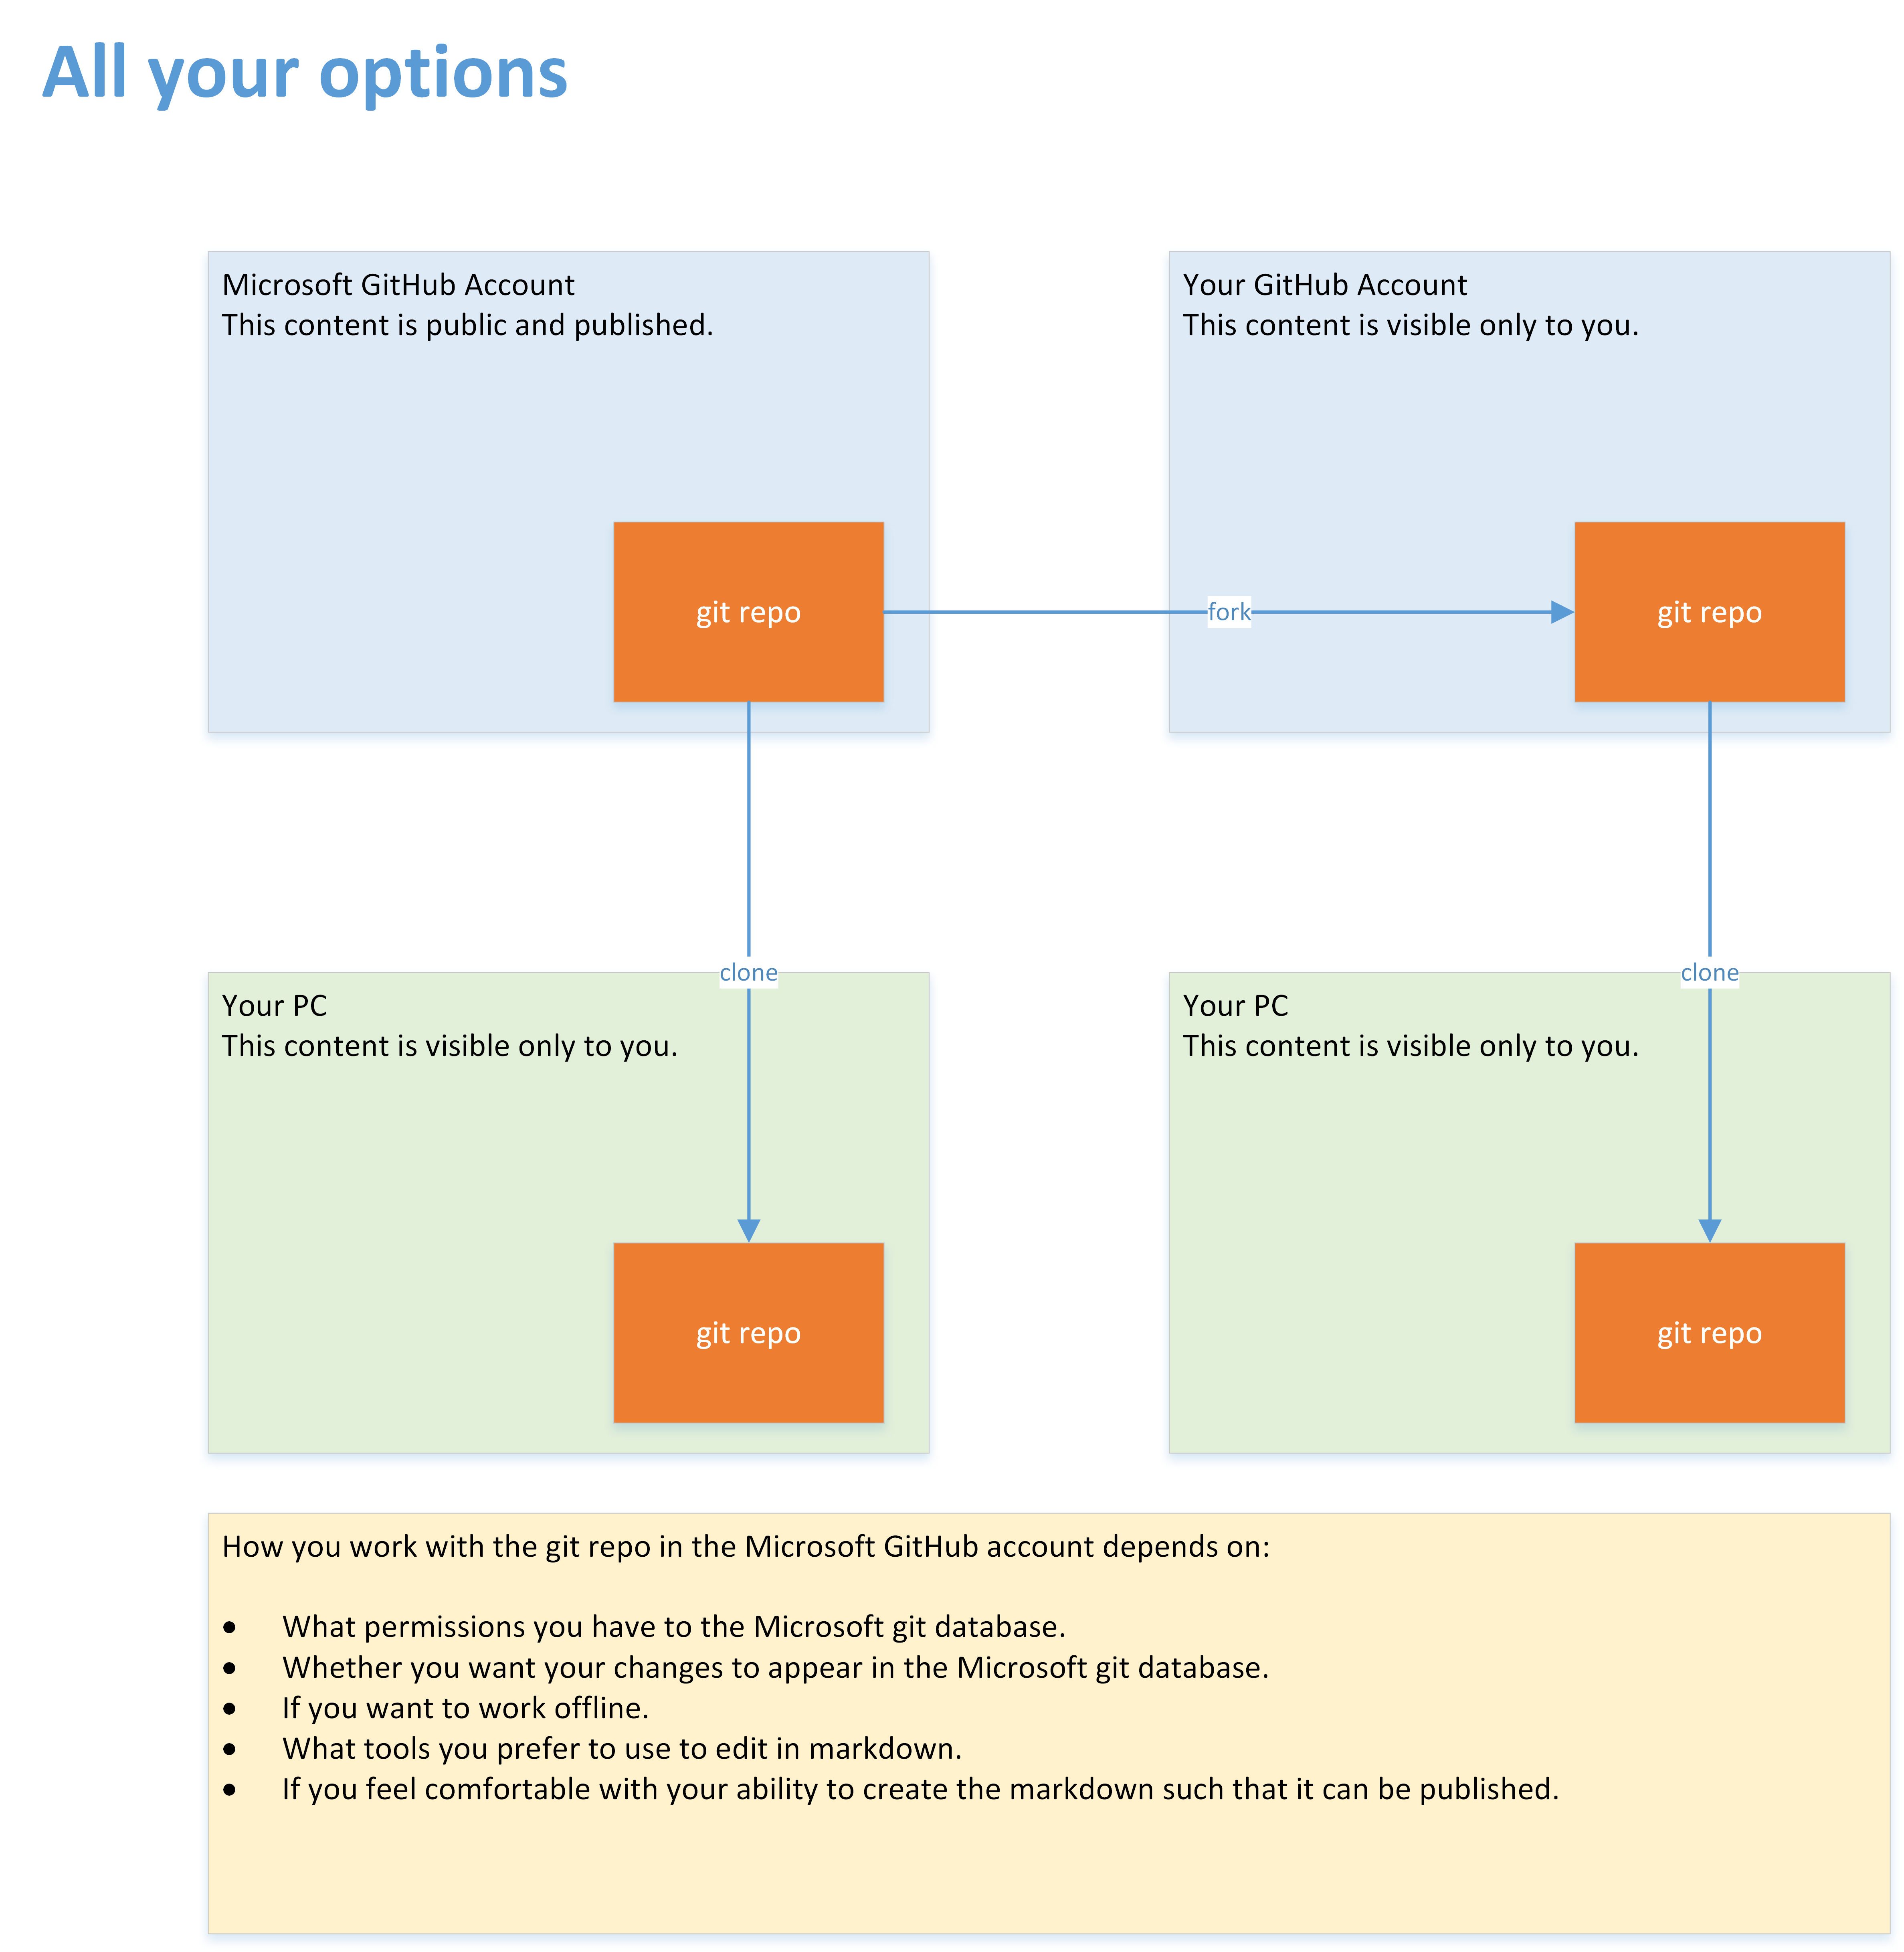 All your options
Microsoft GitHub Account
This content is public and published.
git repo
Your GitHub Account
This content is visible only to you.
fork
git repo
clone
Your PC
This content is visible only to you.
git repo
clone
Your PC
This content is visible only to you.
git repo
How you work with the git repo in the Microsoft GitHub account depends on:
• What permissions you have to the Microsoft git database.
• Whether you want your changes to appear in the Microsoft git database.
• If you want to work offline.
• What tools you prefer to use to edit in markdown.
• If you feel comfortable with your ability to create the markdown such that it can be published.